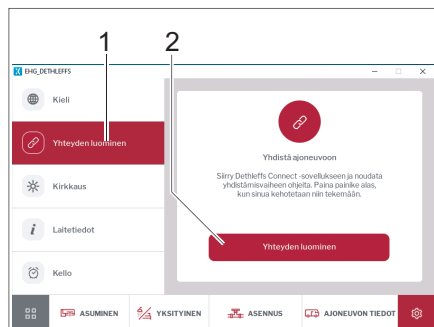 1 2
EHG_DETHLEFFS
Kieli
Yhteyden luominen
Kirkkaus
Laitetiedot
Kello
Yhdistä ajoneuvoon
Siirry Dethleffs Connect -sovellukseen ja noudata
yhdistämisvaiheen ohjeita. Paina painike alas,
kun sinua kehotetaan niin tekemään.
Yhteyden luominen
ASUMINEN YKSITYINEN ASENNUS AJONEUVON TIEDOT